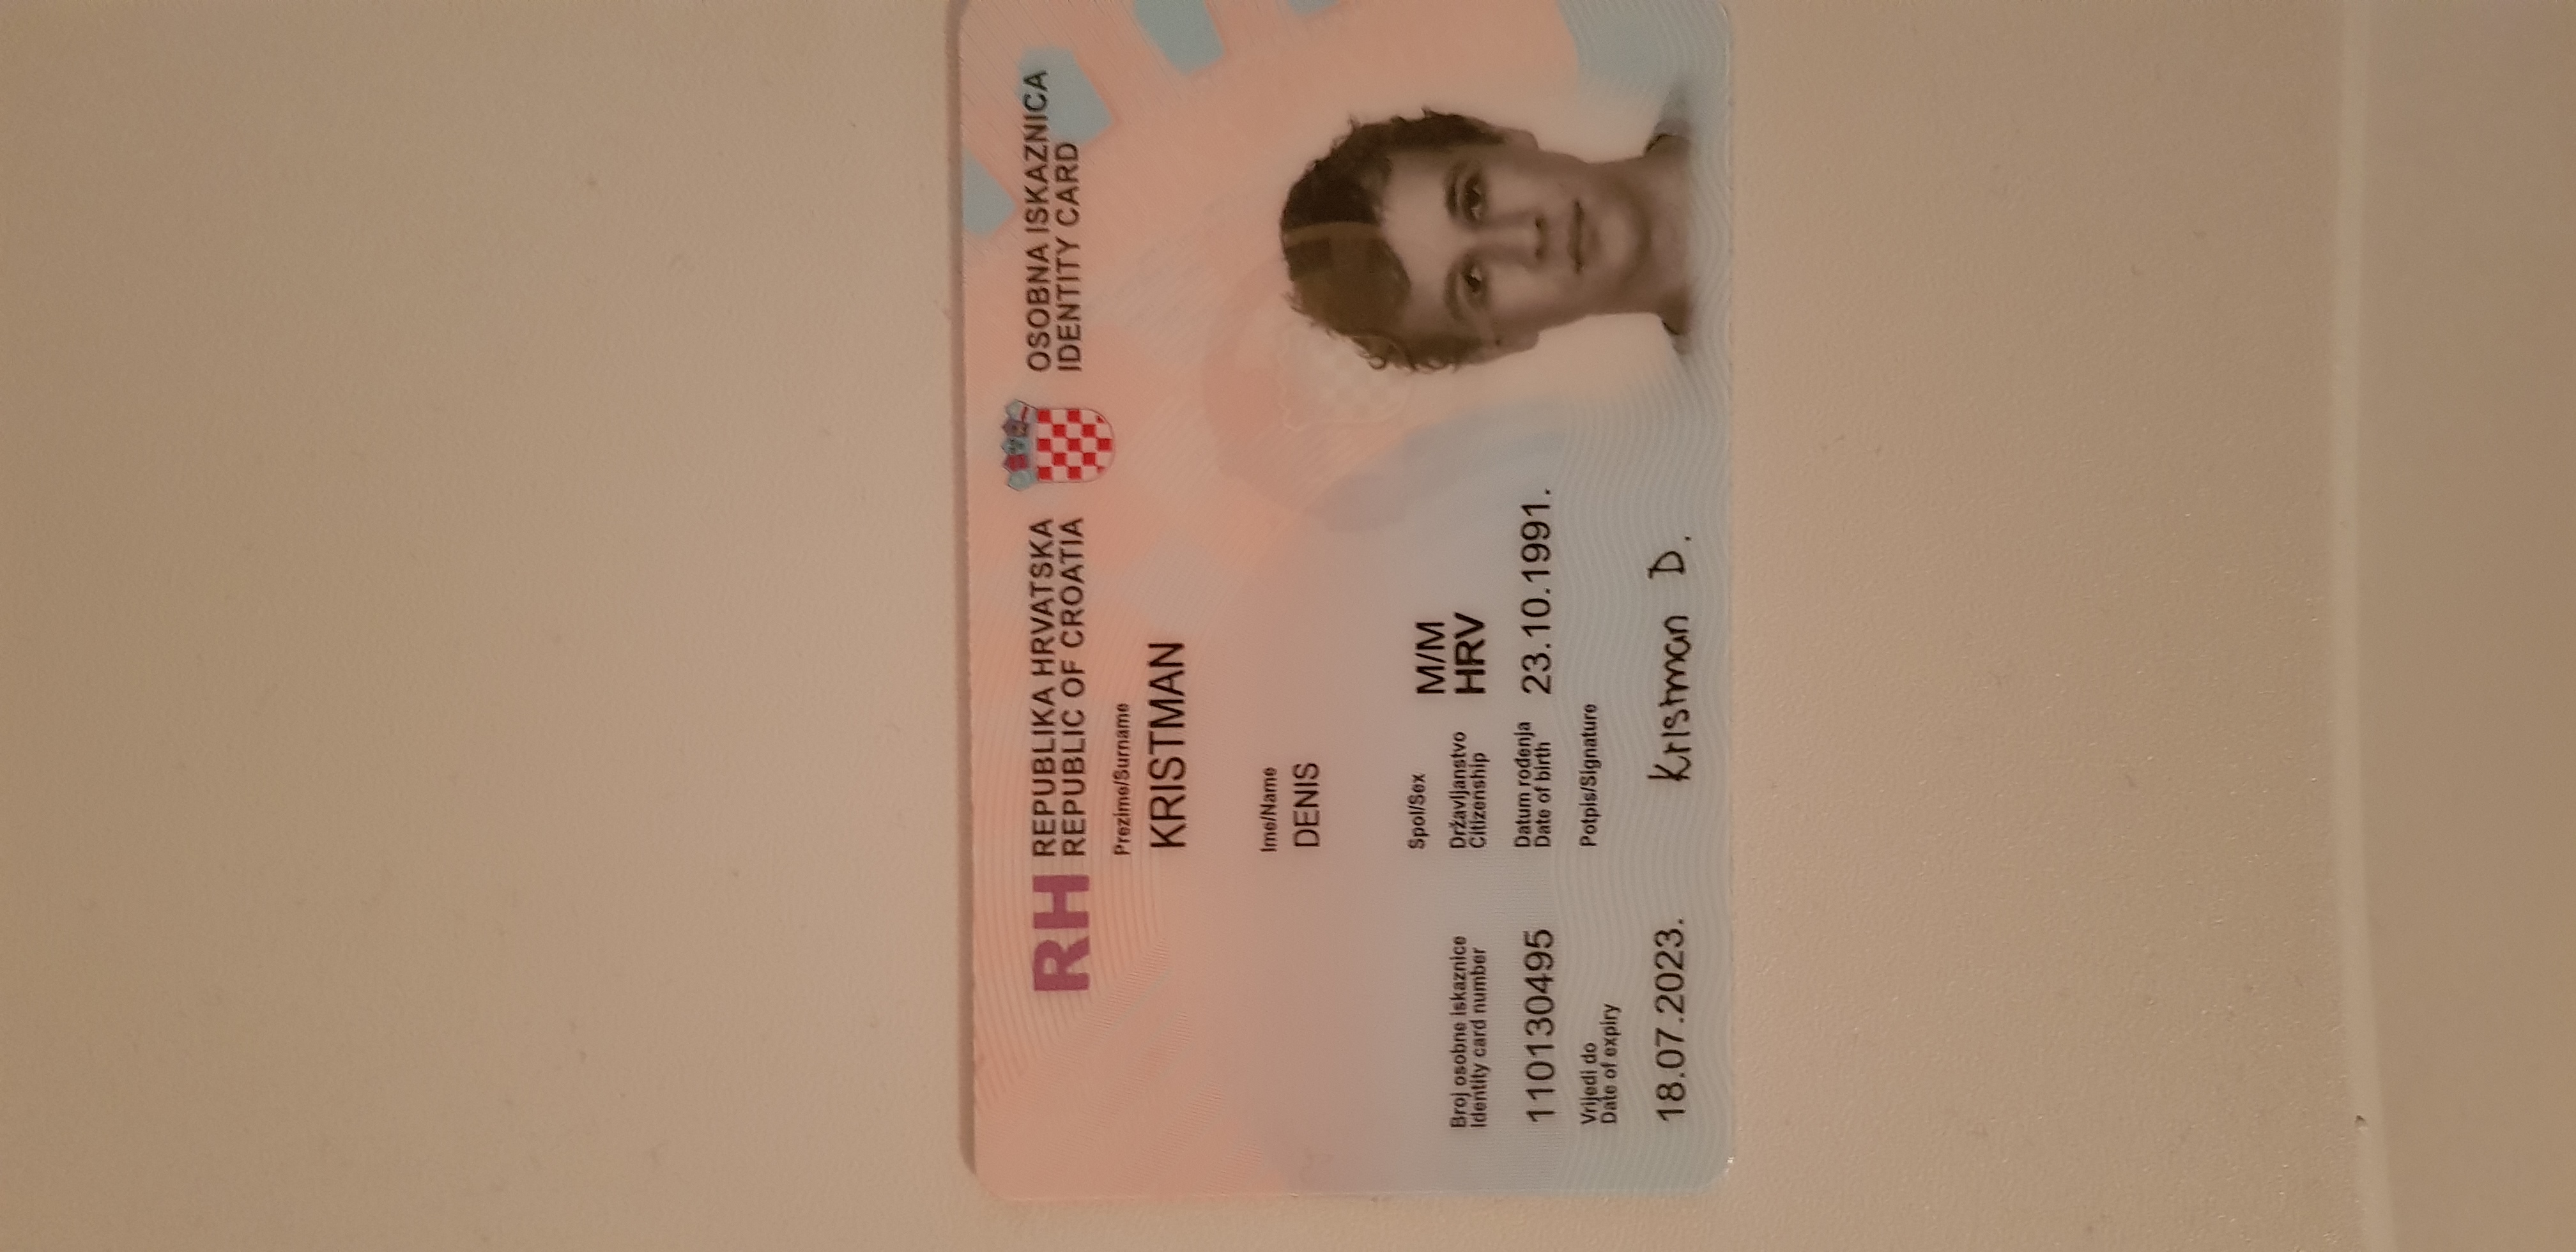 RH REPUBLIKA HRVATSKA
REPUBLIC OF CROATIA
OSOBNA ISKAZNICA
IDENTITY CARD
Prezime/Surname
KRISTMAN
Ime/Name
DENIS
Spol/Sex
M/M
Državljanstvo
Citizenship
HRV
Broj osobne iskaznice
Identity card number
110130495
Datum rođenja
Date of birth
23.10.1991.
Vrijedi do
Date of expiry
18.07.2023.
Potpis/Signature
Kristman D.